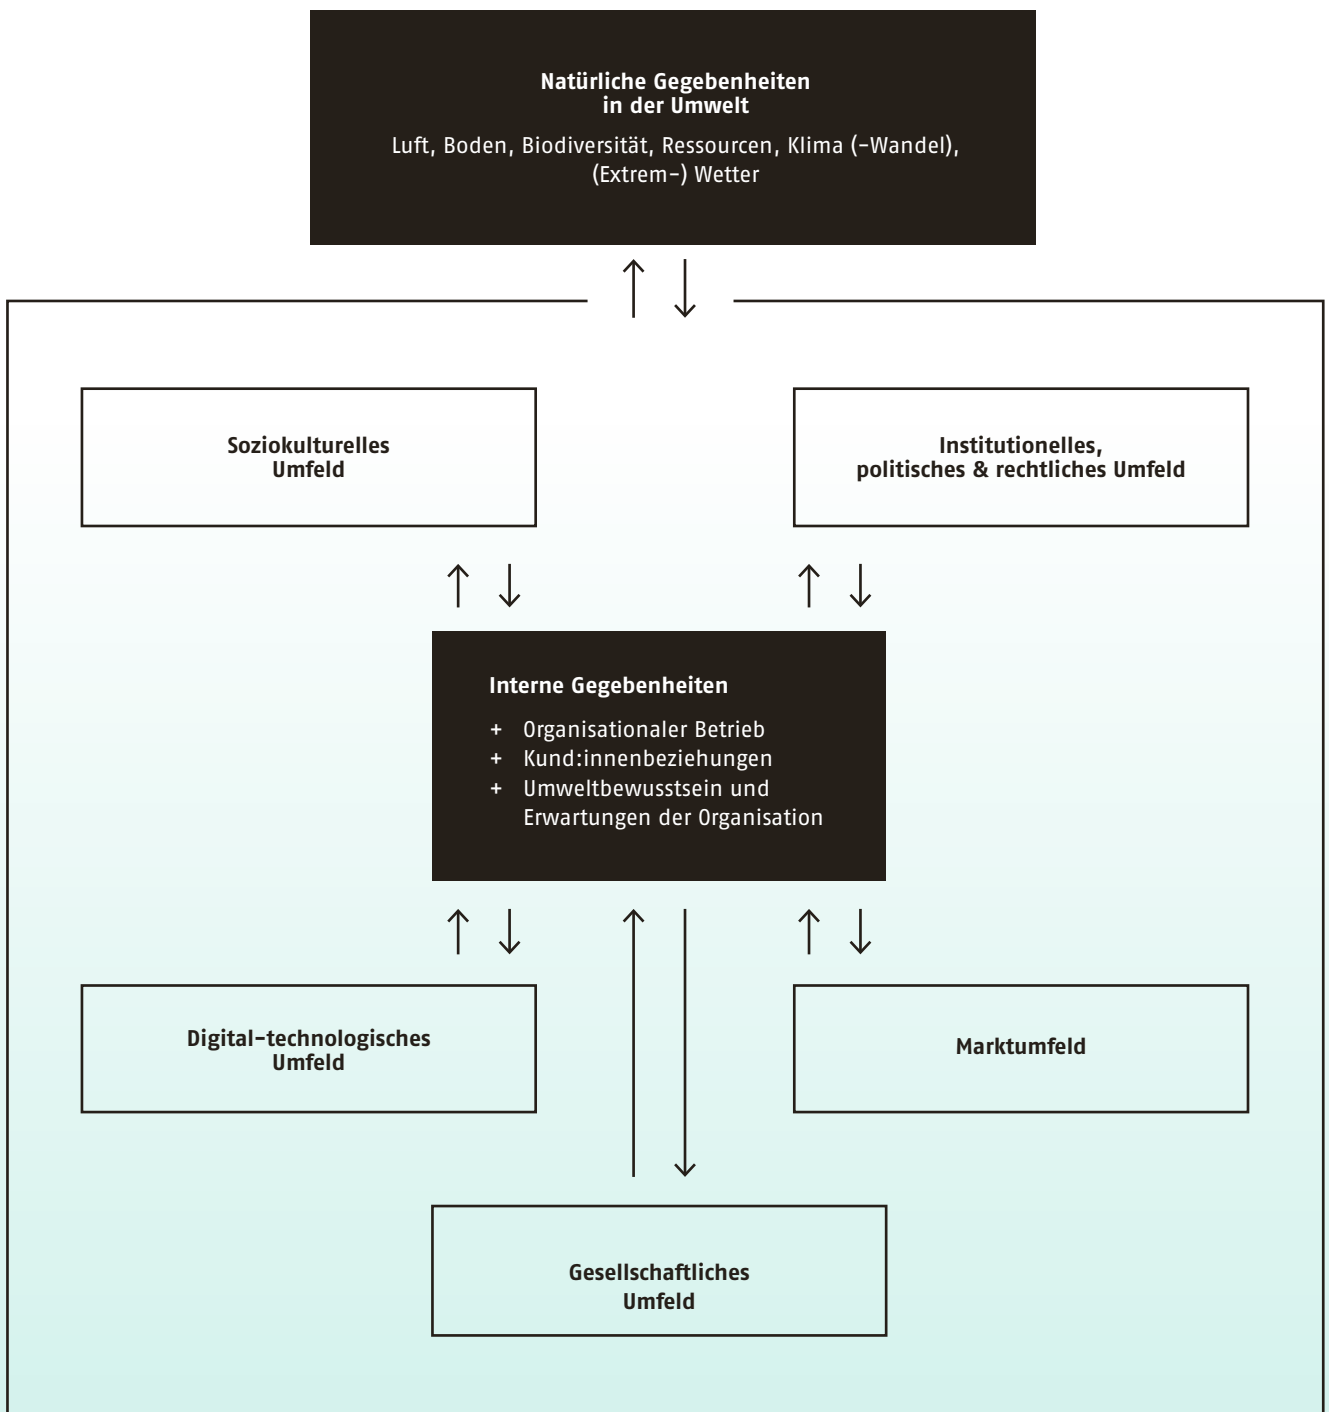 Natürliche Gegebenheiten
in der Umwelt
Luft, Boden, Biodiversität, Ressourcen, Klima (-Wandel),
(Extrem-) Wetter
Soziokulturelles
Umfeld
Institutionelles,
politisches & rechtliches Umfeld
Interne Gegebenheiten
+ Organisationaler Betrieb
+ Kund:innenbeziehungen
+ Umweltbewusstsein und
Erwartungen der Organisation
Digital-technologisches
Umfeld
Marktumfeld
Gesellschaftliches
Umfeld